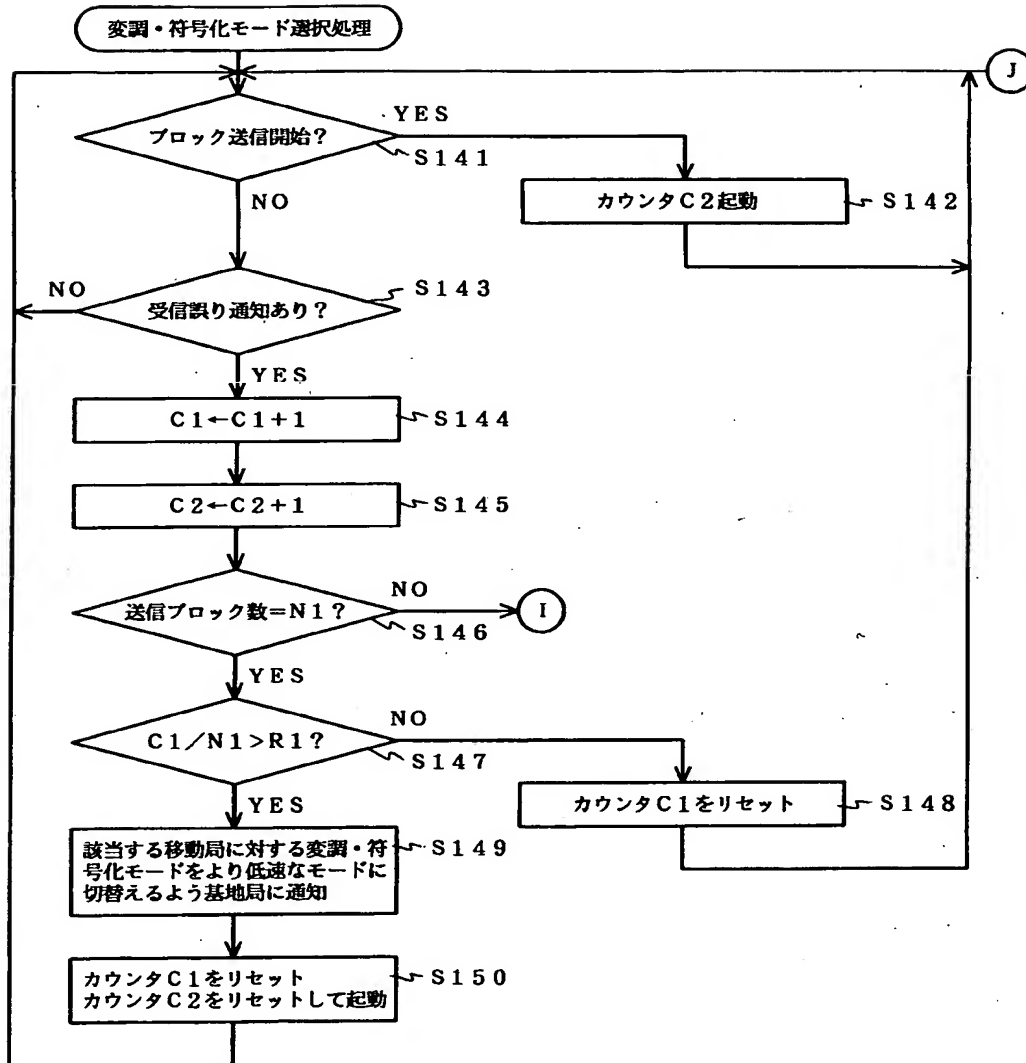 変調・符号化モード選択処理
J
ブロック送信開始?
YES
S141
NO
カウンタC2起動
S142
NO
受信誤り通知あり?
S143
YES
C1←C1+1
S144
C2←C2+1
S145
送信ブロック数=N1?
NO
I
S146
YES
C1/N1>R1?
NO
S147
YES
カウンタC1をリセット
S148
該当する移動局に対する変調・符
号化モードをより低速なモードに
切替えるよう基地局に通知
S149
カウンタC1をリセット
カウンタC2をリセットして起動
S150